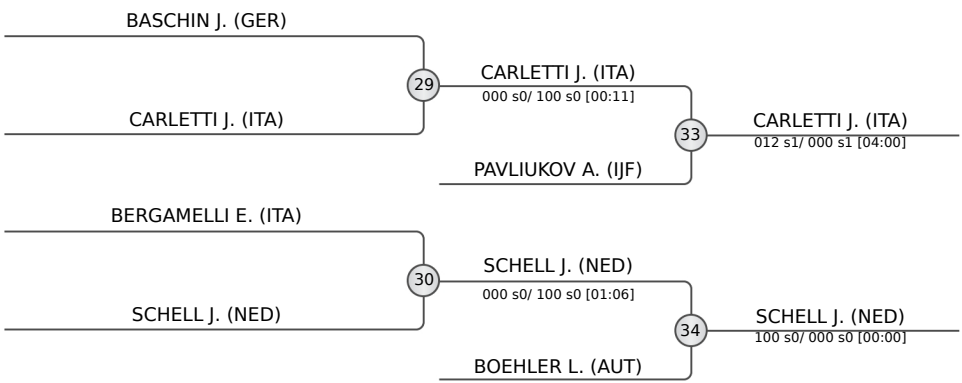 BASCHIN J. (GER)
29
CARLETTI J. (ITA)
CARLETTI J. (ITA)
000 s0/ 100 s0 [00:11]
33
PAVLIUKOV A. (IJF)
CARLETTI J. (ITA)
012 s1/ 000 s1 [04:00]
BERGAMELLI E. (ITA)
30
SCHELL J. (NED)
SCHELL J. (NED)
000 s0/ 100 s0 [01:06]
34
BOEHLER L. (AUT)
SCHELL J. (NED)
100 s0/ 000 s0 [00:00]